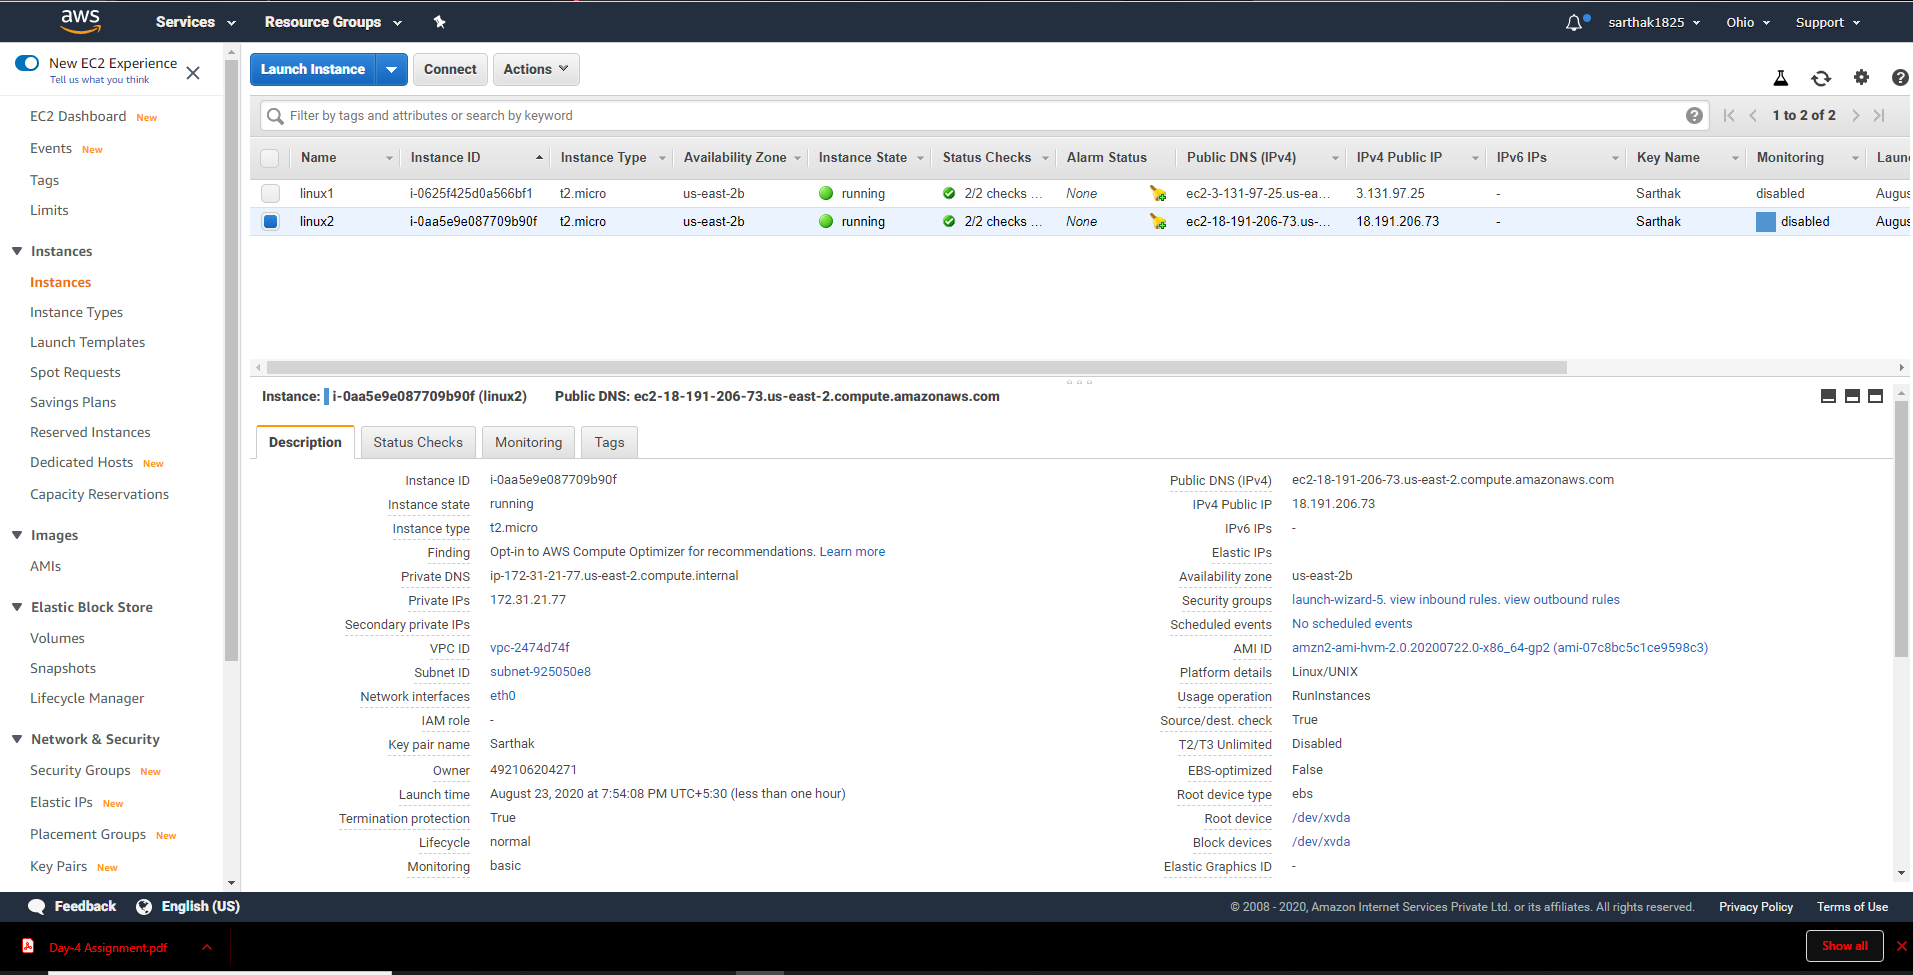 aws Services Resource Groups sarthak1825 Ohio Support
New EC2 Experience
Tell us what you think
EC2 Dashboard New
Events New
Tags
Limits
Instances
Instances
Instance Types
Launch Templates
Spot Requests
Savings Plans
Reserved Instances
Dedicated Hosts New
Capacity Reservations
Images
AMIs
Elastic Block Store
Volumes
Snapshots
Lifecycle Manager
Network & Security
Security Groups New
Elastic IPs New
Placement Groups New
Key Pairs New
Launch Instance Connect Actions
Filter by tags and attributes or search by keyword 1 to 2 of 2
Name Instance ID Instance Type Availability Zone Instance State Status Checks Alarm Status Public DNS (IPv4) IPv4 Public IP IPv6 IPs Key Name Monitoring Laun
linux1 i-0625f425d0a566bf1 t2.micro us-east-2b running 2/2 checks ... None ec2-3-131-97-25.us-ea... 3.131.97.25 - Sarthak disabled Augus
linux2 i-0aa5e9e087709b90f t2.micro us-east-2b running 2/2 checks ... None ec2-18-191-206-73.us-... 18.191.206.73 - Sarthak disabled Augus
Instance: i-0aa5e9e087709b90f (linux2) Public DNS: ec2-18-191-206-73.us-east-2.compute.amazonaws.com
Description Status Checks Monitoring Tags
Instance ID i-0aa5e9e087709b90f
Instance state running
Instance type t2.micro
Finding Opt-in to AWS Compute Optimizer for recommendations. Learn more
Private DNS ip-172-31-21-77.us-east-2.compute.internal
Private IPs 172.31.21.77
Secondary private IPs
VPC ID vpc-2474d74f
Subnet ID subnet-925050e8
Network interfaces eth0
IAM role -
Key pair name Sarthak
Owner 492106204271
Launch time August 23, 2020 at 7:54:08 PM UTC+5:30 (less than one hour)
Termination protection True
Lifecycle normal
Monitoring basic
Public DNS (IPv4) ec2-18-191-206-73.us-east-2.compute.amazonaws.com
IPv4 Public IP 18.191.206.73
IPv6 IPs -
Elastic IPs
Availability zone us-east-2b
Security groups launch-wizard-5. view inbound rules. view outbound rules
Scheduled events No scheduled events
AMI ID amzn2-ami-hvm-2.0.20200722.0-x86_64-gp2 (ami-07c8bc5c1ce9598c3)
Platform details Linux/UNIX
Usage operation RunInstances
Source/dest. check True
T2/T3 Unlimited Disabled
EBS-optimized False
Root device type ebs
Root device /dev/xvda
Block devices /dev/xvda
Elastic Graphics ID -
Feedback English (US) © 2008 - 2020, Amazon Internet Services Private Ltd. or its affiliates. All rights reserved. Privacy Policy Terms of Use
Day-4 Assignment.pdf Show all